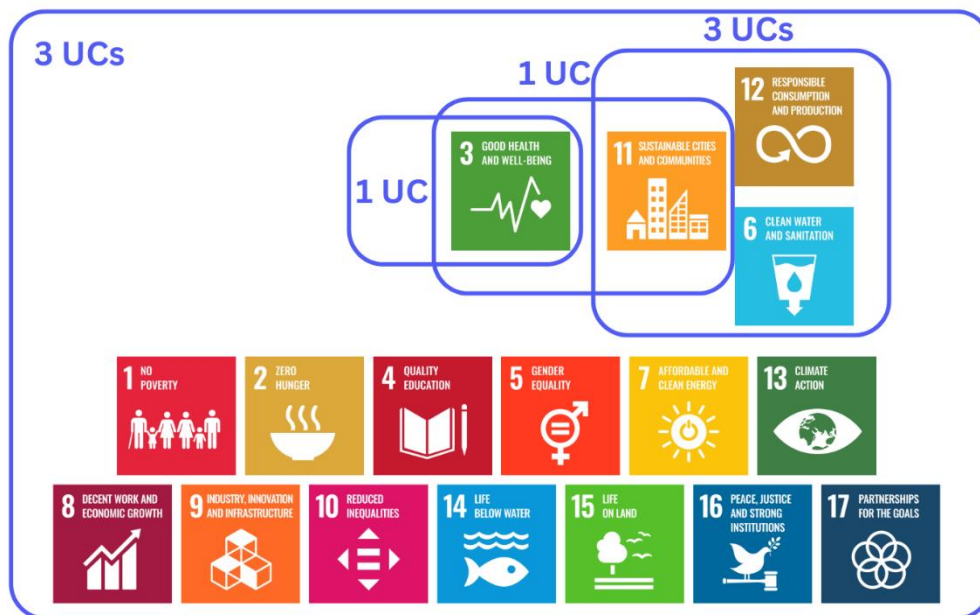 3 UCs
3 UCs
1 UC
1 UC
12 RESPONSIBLE
CONSUMPTION
AND PRODUCTION
3 GOOD HEALTH
AND WELL-BEING
11 SUSTAINABLE CITIES
AND COMMUNITIES
6 CLEAN WATER
AND SANITATION
1 NO
POVERTY
2 ZERO
HUNGER
4 QUALITY
EDUCATION
5 GENDER
EQUALITY
7 AFFORDABLE AND
CLEAN ENERGY
13 CLIMATE
ACTION
8 DECENT WORK AND
ECONOMIC GROWTH
9 INDUSTRY, INNOVATION
AND INFRASTRUCTURE
10 REDUCED
INEQUALITIES
14 LIFE
BELOW WATER
15 LIFE
ON LAND
16 PEACE, JUSTICE
AND STRONG
INSTITUTIONS
17 PARTNERSHIPS
FOR THE GOALS